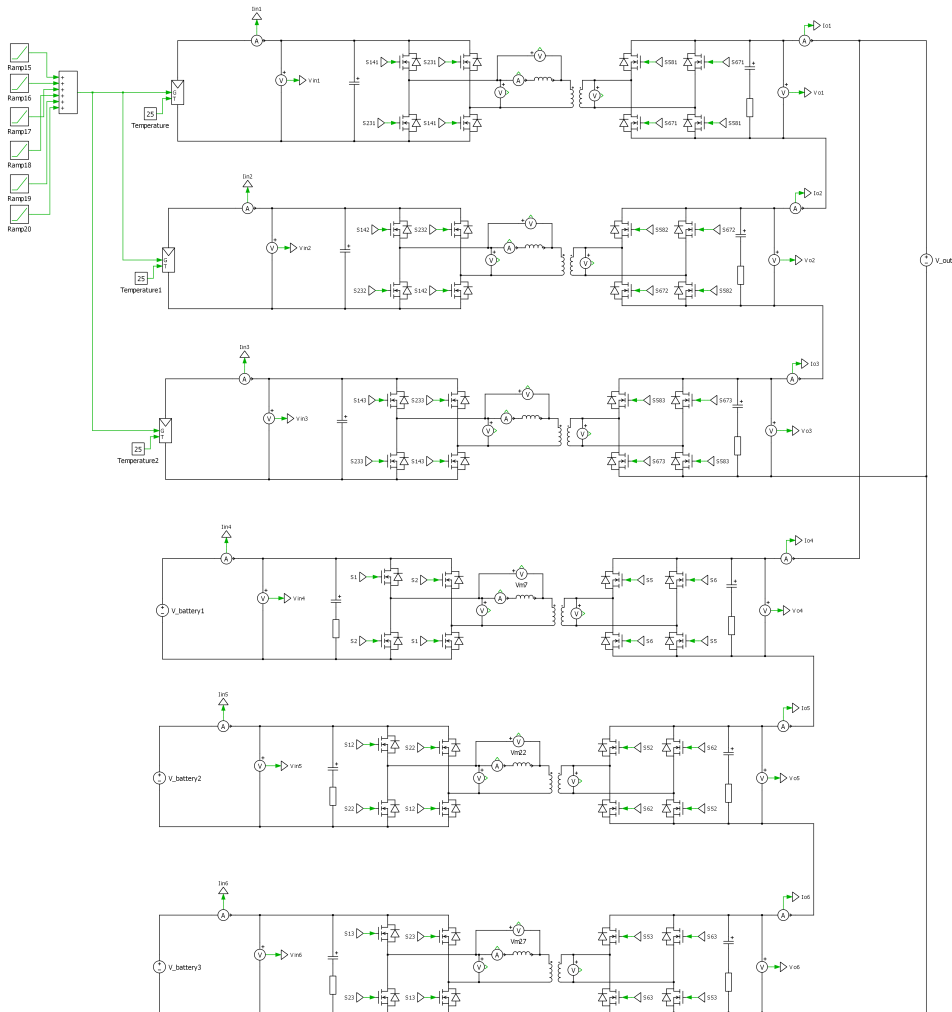 Iin1
Io1
Ramp15
Ramp16
Ramp17
Ramp18
Ramp19
Ramp20
+
+
+
+
+
+
G
T
25
Temperature
A
V
Vin1
S141
S231
S231
S141
V
A
V
V
S581
S671
S671
S581
A
V
Vo1
Iin2
Io2
G
T
25
Temperature1
A
V
Vin2
S142
S232
S232
S142
V
A
V
V
S582
S672
S672
S582
A
V
Vo2
V_out
Iin3
Io3
G
T
25
Temperature2
A
V
Vin3
S143
S233
S233
S143
V
A
V
V
S583
S673
S673
S583
A
V
Vo3
Iin4
Io4
V_battery1
A
V
Vin4
S1
S2
S2
S1
V
Vm7
A
V
V
S5
S6
S6
S5
A
V
Vo4
Iin5
Io5
V_battery2
A
V
Vin5
S12
S22
S22
S12
V
Vm22
A
V
V
S52
S62
S62
S52
A
V
Vo5
Iin6
Io6
V_battery3
A
V
Vin6
S13
S23
S23
S13
V
Vm27
A
V
V
S53
S63
S63
S53
A
V
Vo6